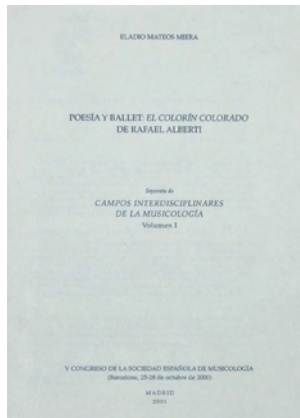 ELADIO MATEOS MIERA
POESÍA Y BALLET: EL COLORÍN COLORADO
DE RAFAEL ALBERTI
Separata de
CAMPOS INTERDISCIPLINARES
DE LA MUSICOLOGÍA
Volumen I
V CONGRESO DE LA SOCIEDAD ESPAÑOLA DE MUSICOLOGÍA
(Barcelona, 25-28 de octubre de 2000)
MADRID
2001